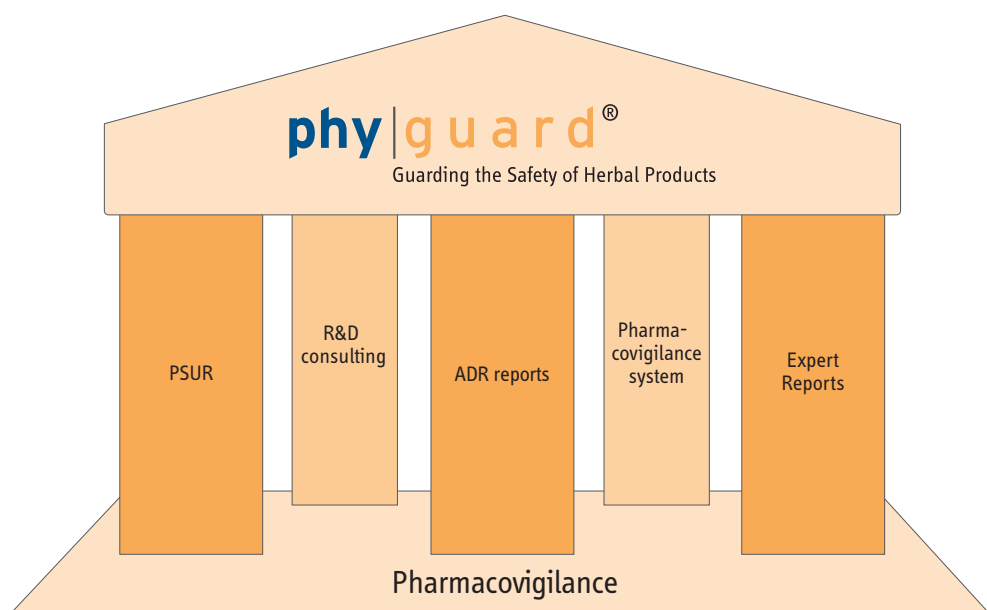 phy|guard®
Guarding the Safety of Herbal Products
PSUR
R&D
consulting
ADR reports
Pharma-
covigilance
system
Expert
Reports
Pharmacovigilance